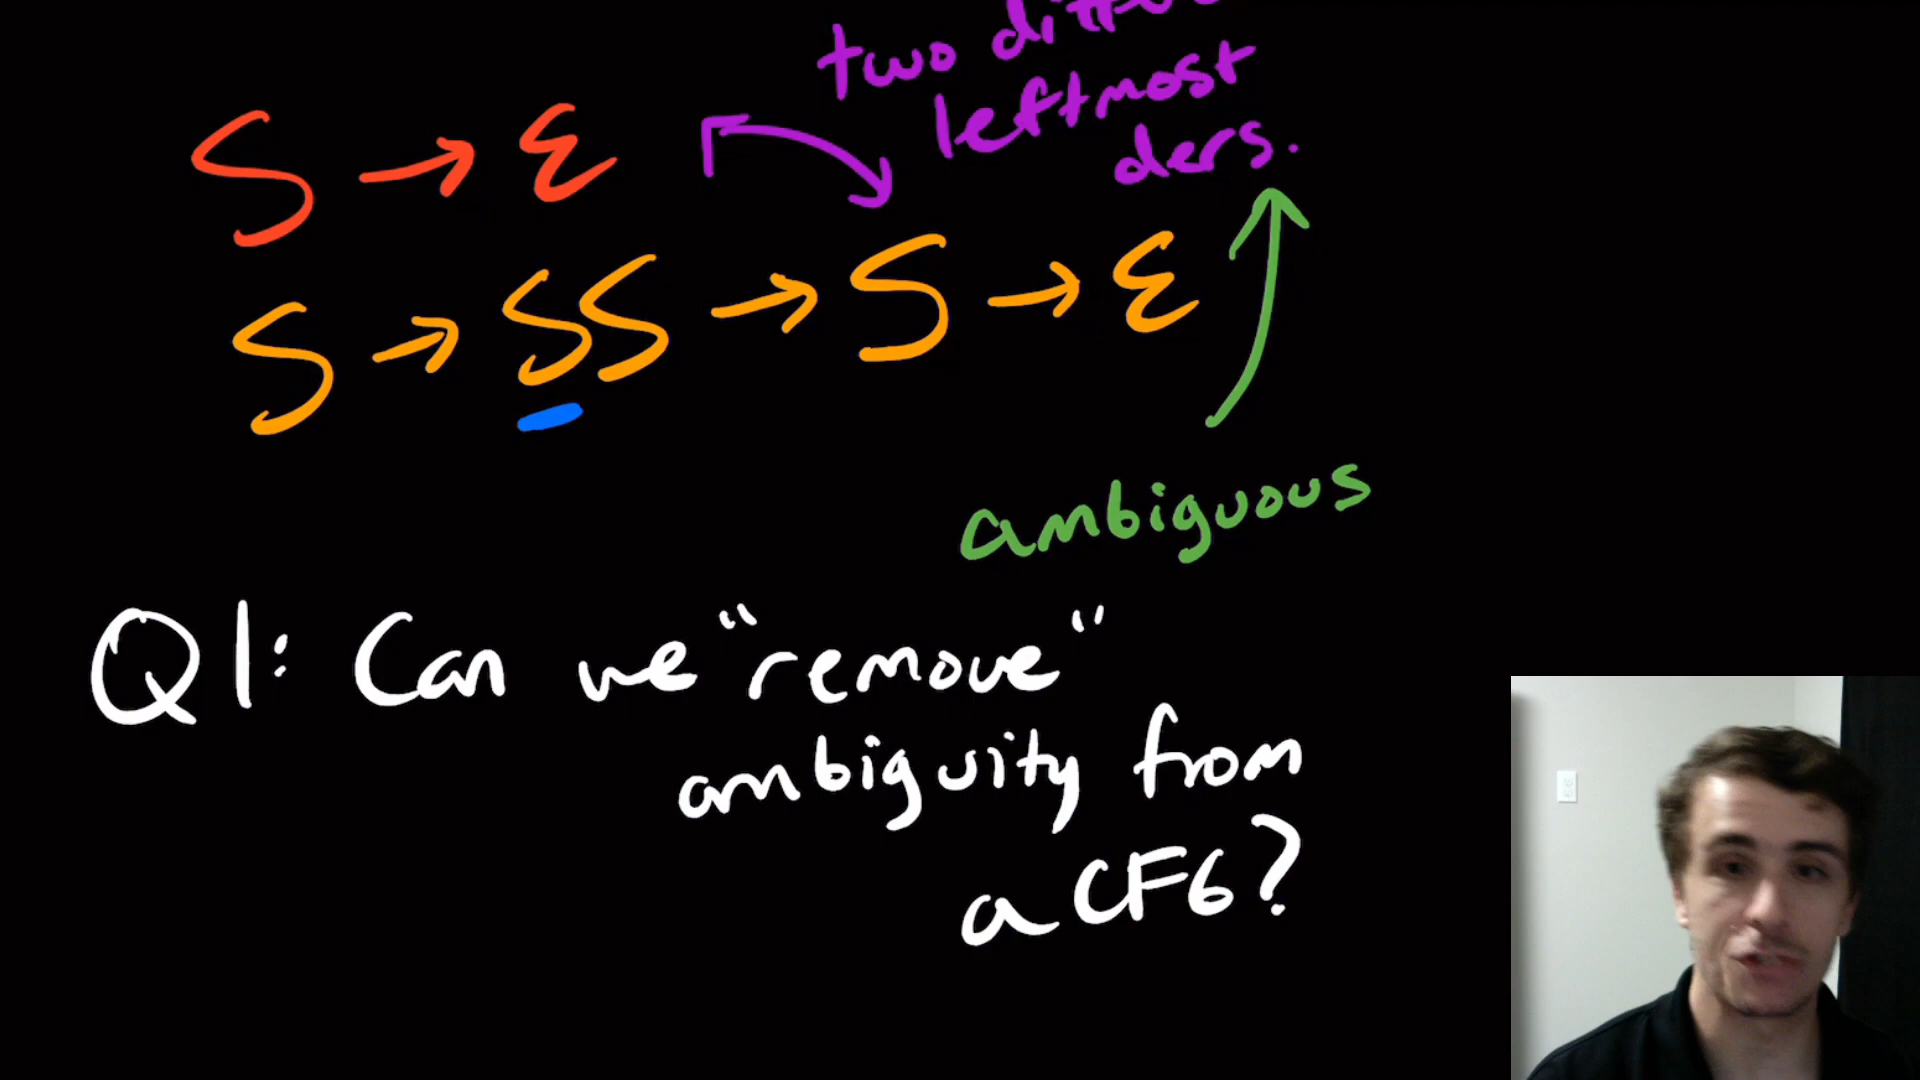 two
leftmost
ders.
S → ε
S → SS → S → ε
ambiguous
Q1: Can we "remove"
ambiguity from
a CFG?